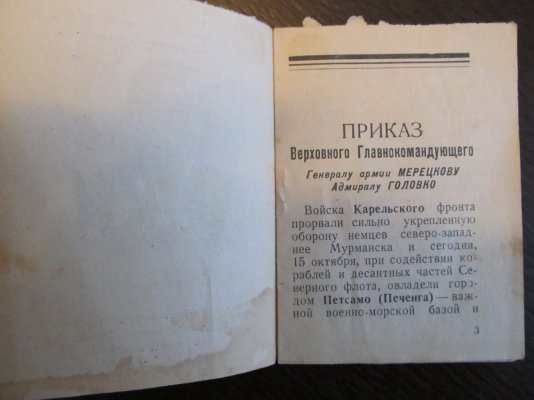 ПРИКАЗ
Верховного Главнокомандующего
Генералу армии МЕРЕЦКОВУ
Адмиралу ГОЛОВКО
Войска Карельского фронта
прорвали сильно укрепленную
оборону немцев северо-запад-
нее Мурманска и сегодня,
15 октября, при содействии ко-
раблей и десантных частей Се-
верного флота, овладели горо-
дом Петсамо (Печенга) — важ-
ной военно-морской базой и
3